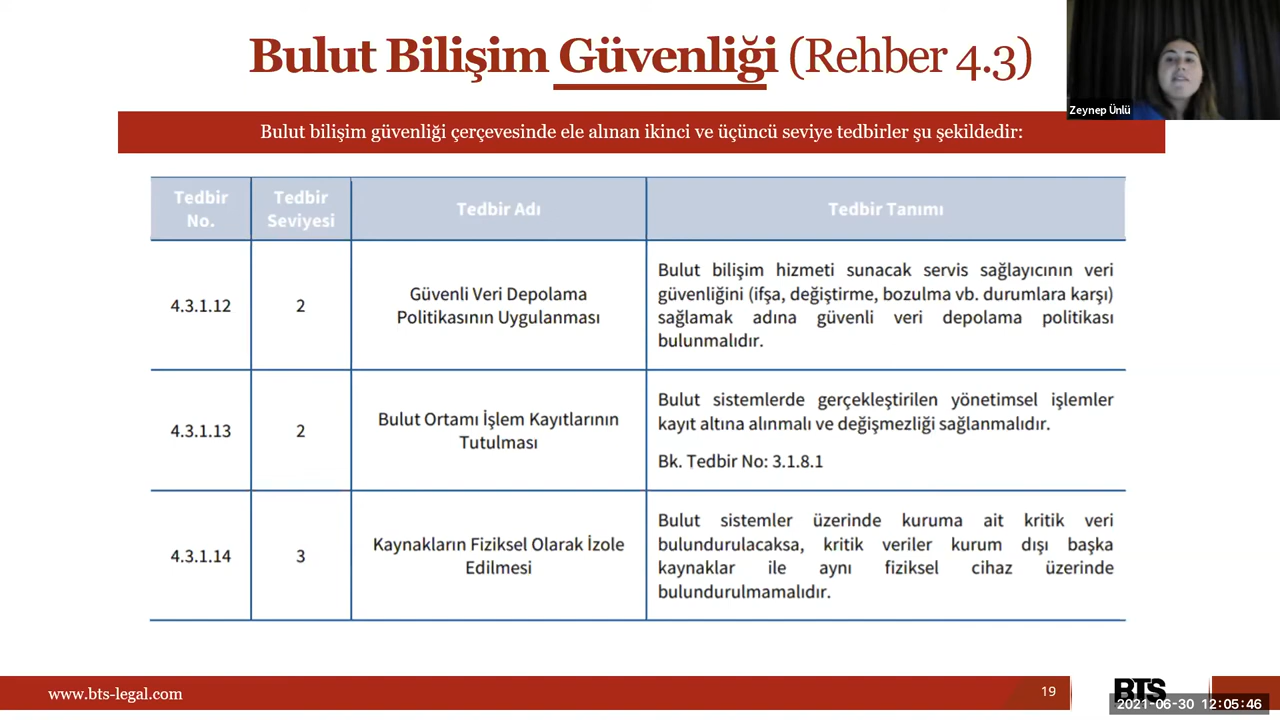 Bulut Bilişim Güvenliği (Rehber 4.3)
Zeynep Ünlü
Bulut bilişim güvenliği çerçevesinde ele alınan ikinci ve üçüncü seviye tedbirler şu şekildedir:
Tedbir No.
Tedbir Seviyesi
Tedbir Adı
Tedbir Tanımı
4.3.1.12
2
Güvenli Veri Depolama
Politikasının Uygulanması
Bulut bilişim hizmeti sunacak servis sağlayıcının veri
güvenliğini (ifşa, değiştirme, bozulma vb. durumlara karşı)
sağlamak adına güvenli veri depolama politikası
bulunmalıdır.
4.3.1.13
2
Bulut Ortamı İşlem Kayıtlarının
Tutulması
Bulut sistemlerde gerçekleştirilen yönetimsel işlemler
kayıt altına alınmalı ve değişmezliği sağlanmalıdır.
Bk. Tedbir No: 3.1.8.1
4.3.1.14
3
Kaynakların Fiziksel Olarak İzole
Edilmesi
Bulut sistemler üzerinde kuruma ait kritik veri
bulundurulacaksa, kritik veriler kurum dışı başka
kaynaklar ile aynı fiziksel cihaz üzerinde
bulundurulmamalıdır.
www.bts-legal.com
19
BTS
2021-06-30 12:05:46